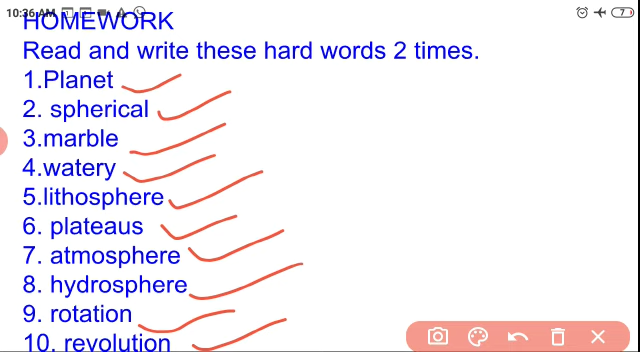 10:36 AM
HOMEWORK
Read and write these hard words 2 times.
1.Planet
2. spherical
3.marble
4.watery
5.lithosphere
6. plateaus
7. atmosphere
8. hydrosphere
9. rotation
10. revolution
7